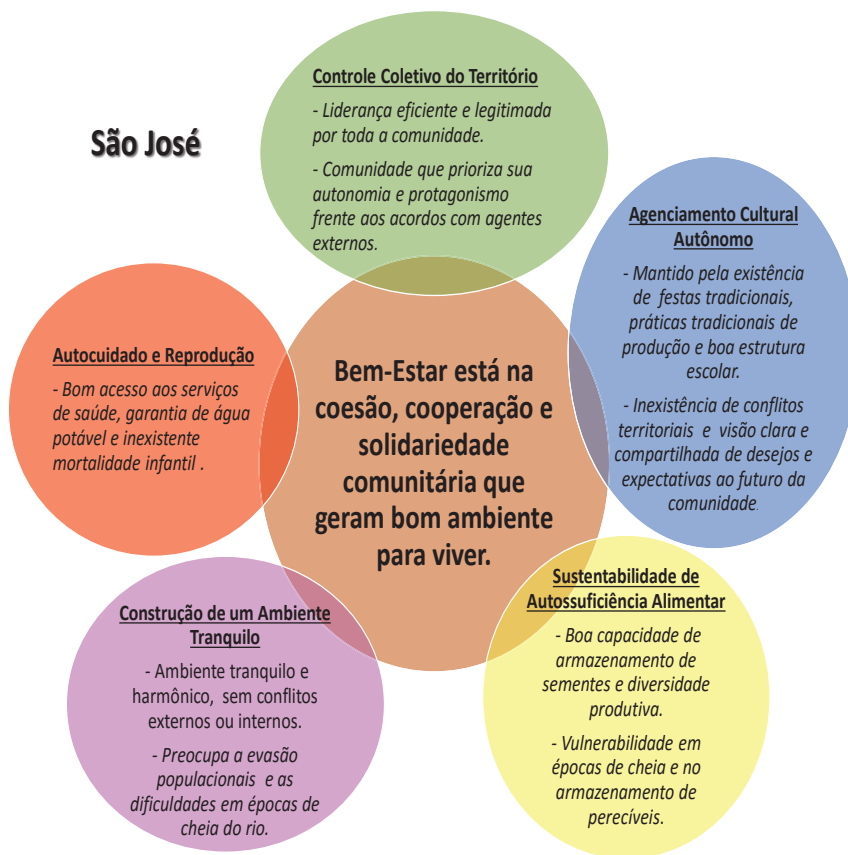 São José
Controle Coletivo do Território
- Liderança eficiente e legitimada
por toda a comunidade.
- Comunidade que prioriza sua
autonomia e protagonismo
frente aos acordos com agentes
externos.
Agenciamento Cultural
Autônomo
- Mantido pela existência
de festas tradicionais,
práticas tradicionais de
produção e boa estrutura
escolar.
- Inexistência de conflitos
territoriais e visão clara e
compartilhada de desejos e
expectativas ao futuro da
comunidade.
Autocuidado e Reprodução
- Bom acesso aos serviços
de saúde, garantia de água
potável e inexistente
mortalidade infantil .
Bem-Estar está na
coesão, cooperação e
solidariedade
comunitária que
geram bom ambiente
para viver.
Sustentabilidade de
Autossuficiência Alimentar
- Boa capacidade de
armazenamento de
sementes e diversidade
produtiva.
- Vulnerabilidade em
épocas de cheia e no
armazenamento de
perecíveis.
Construção de um Ambiente
Tranquilo
- Ambiente tranquilo e
harmônico, sem conflitos
externos ou internos.
- Preocupa a evasão
populacionais e as
dificuldades em épocas de
cheia do rio.